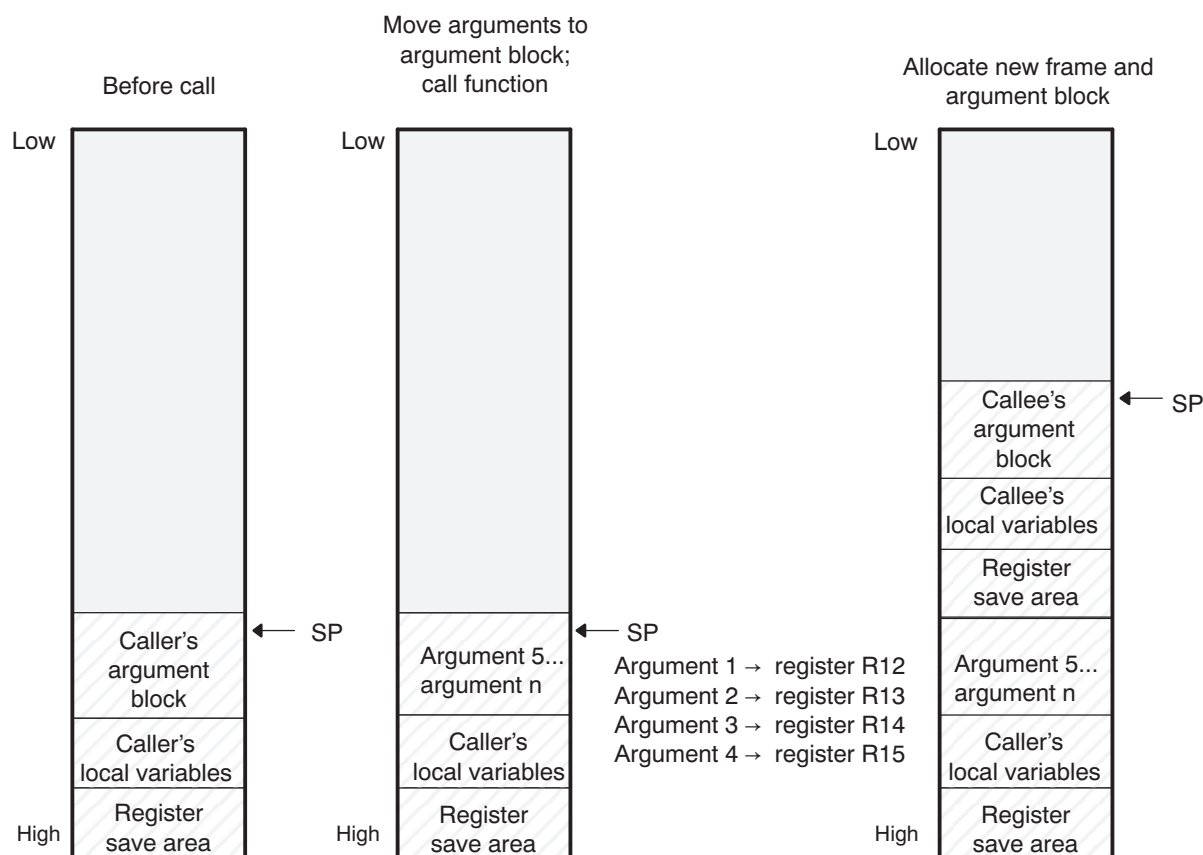 Before call
Low
SP
Caller's
argument
block
Caller's
local variables
Register
save area
High
Move arguments to
argument block;
call function
Low
SP
Argument 5...
argument n
Argument 1 → register R12
Argument 2 → register R13
Argument 3 → register R14
Argument 4 → register R15
Caller's
local variables
Register
save area
High
Allocate new frame and
argument block
Low
SP
Callee's
argument
block
Callee's
local variables
Register
save area
Argument 5...
argument n
Caller's
local variables
Register
save area
High